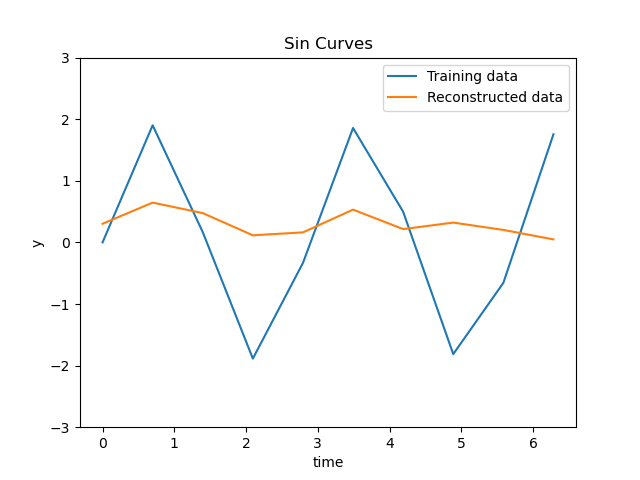 Sin Curves
Training data
Reconstructed data
3
2
1
0
−1
−2
−3
y
0 1 2 3 4 5 6
time